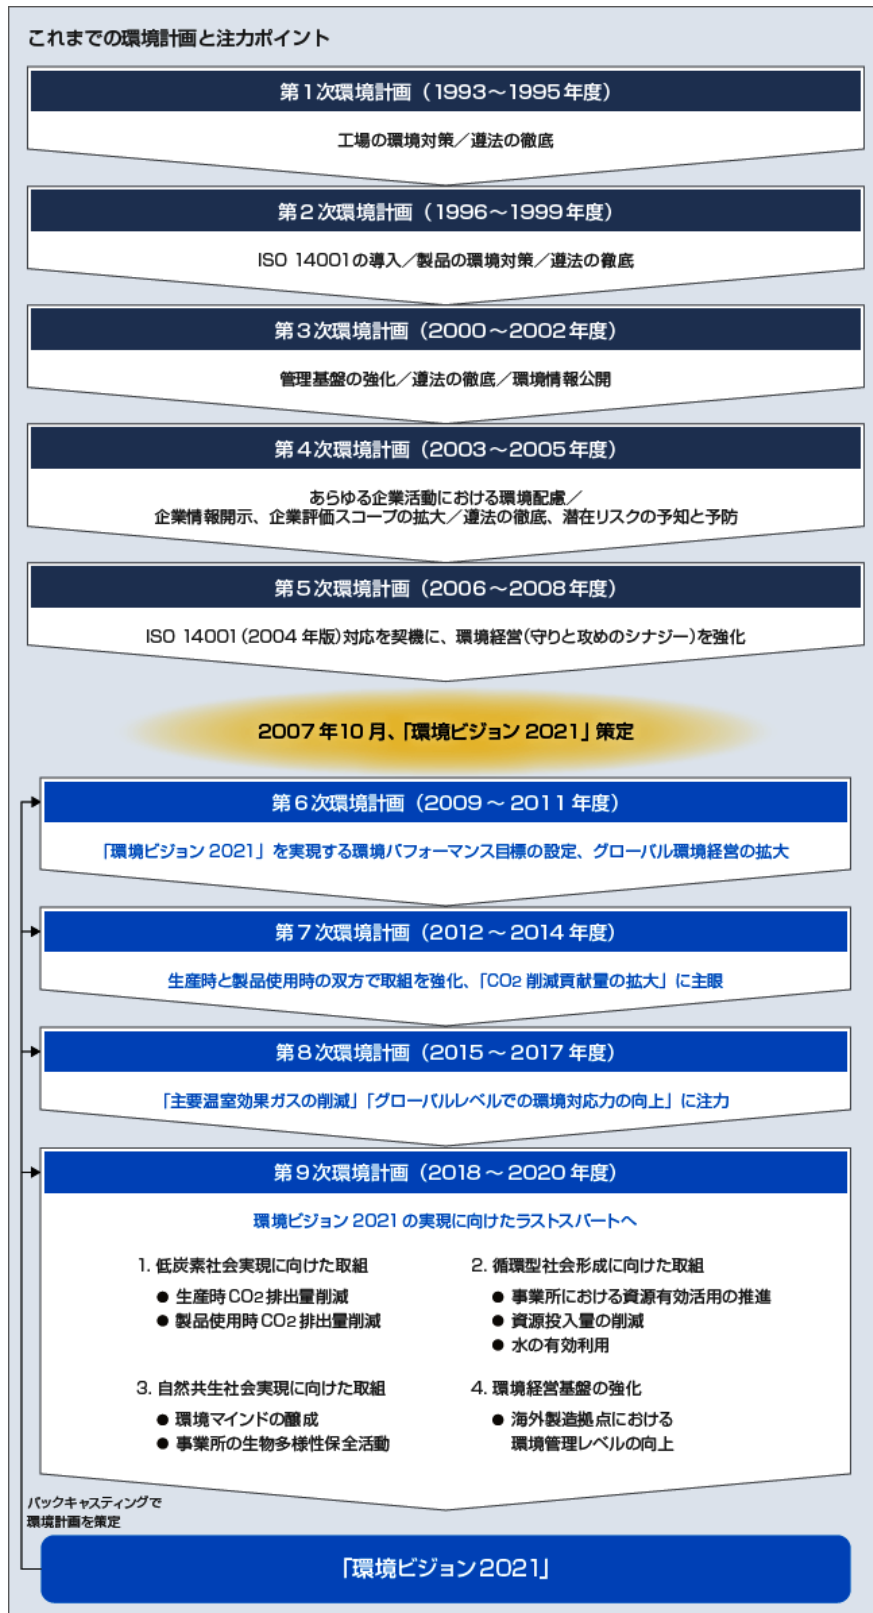 これまでの環境計画と注力ポイント
第1次環境計画（1993～1995年度）
工場の環境対策／遵法の徹底
第2次環境計画（1996～1999年度）
ISO 14001の導入／製品の環境対策／遵法の徹底
第3次環境計画（2000～2002年度）
管理基盤の強化／遵法の徹底／環境情報公開
第4次環境計画（2003～2005年度）
あらゆる企業活動における環境配慮／
企業情報開示、企業評価スコープの拡大／遵法の徹底、潜在リスクの予知と予防
第5次環境計画（2006～2008年度）
ISO 14001（2004年版）対応を契機に、環境経営（守りと攻めのシナジー）を強化
2007年10月、「環境ビジョン2021」策定
第6次環境計画（2009～2011年度）
「環境ビジョン2021」を実現する環境パフォーマンス目標の設定、グローバル環境経営の拡大
第7次環境計画（2012～2014年度）
生産時と製品使用時の双方で取組を強化、「CO2削減貢献量の拡大」に主眼
第8次環境計画（2015～2017年度）
「主要温室効果ガスの削減」「グローバルレベルでの環境対応力の向上」に注力
第9次環境計画（2018～2020年度）
環境ビジョン2021の実現に向けたラストスパートへ
1. 低炭素社会実現に向けた取組
● 生産時CO2排出量削減
● 製品使用時CO2排出量削減
2. 循環型社会形成に向けた取組
● 事業所における資源有効活用の推進
● 資源投入量の削減
● 水の有効利用
3. 自然共生社会実現に向けた取組
● 環境マインドの醸成
● 事業所の生物多様性保全活動
4. 環境経営基盤の強化
● 海外製造拠点における
環境管理レベルの向上
バックキャスティングで
環境計画を策定
「環境ビジョン2021」